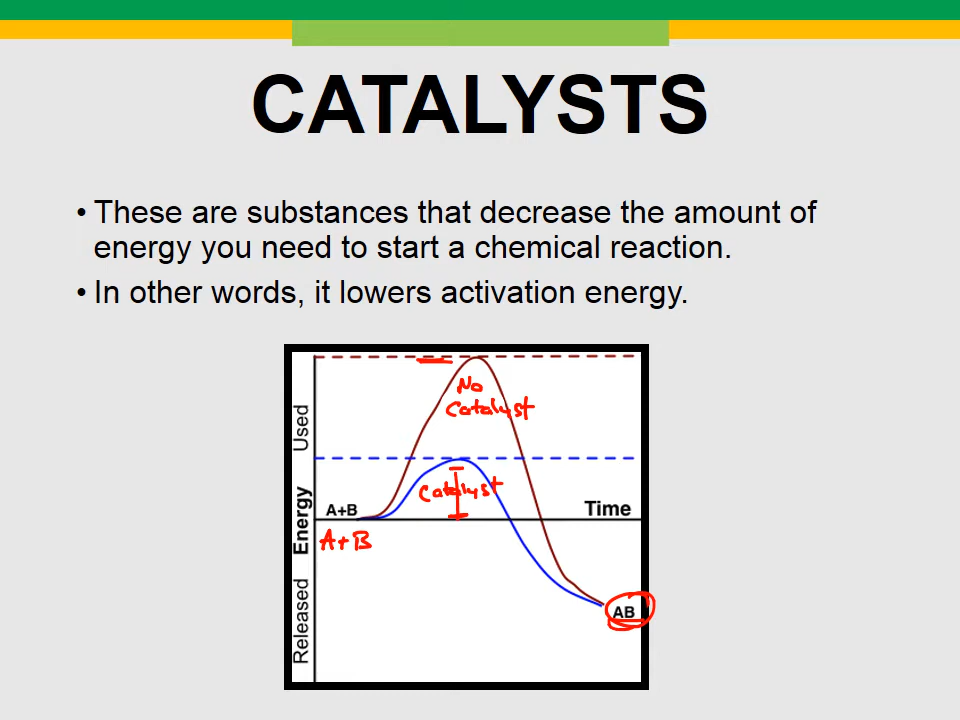 CATALYSTS
• These are substances that decrease the amount of
energy you need to start a chemical reaction.
• In other words, it lowers activation energy.
Used
Energy
Released
No
Catalyst
Catalyst
A+B
Time
A+B
AB